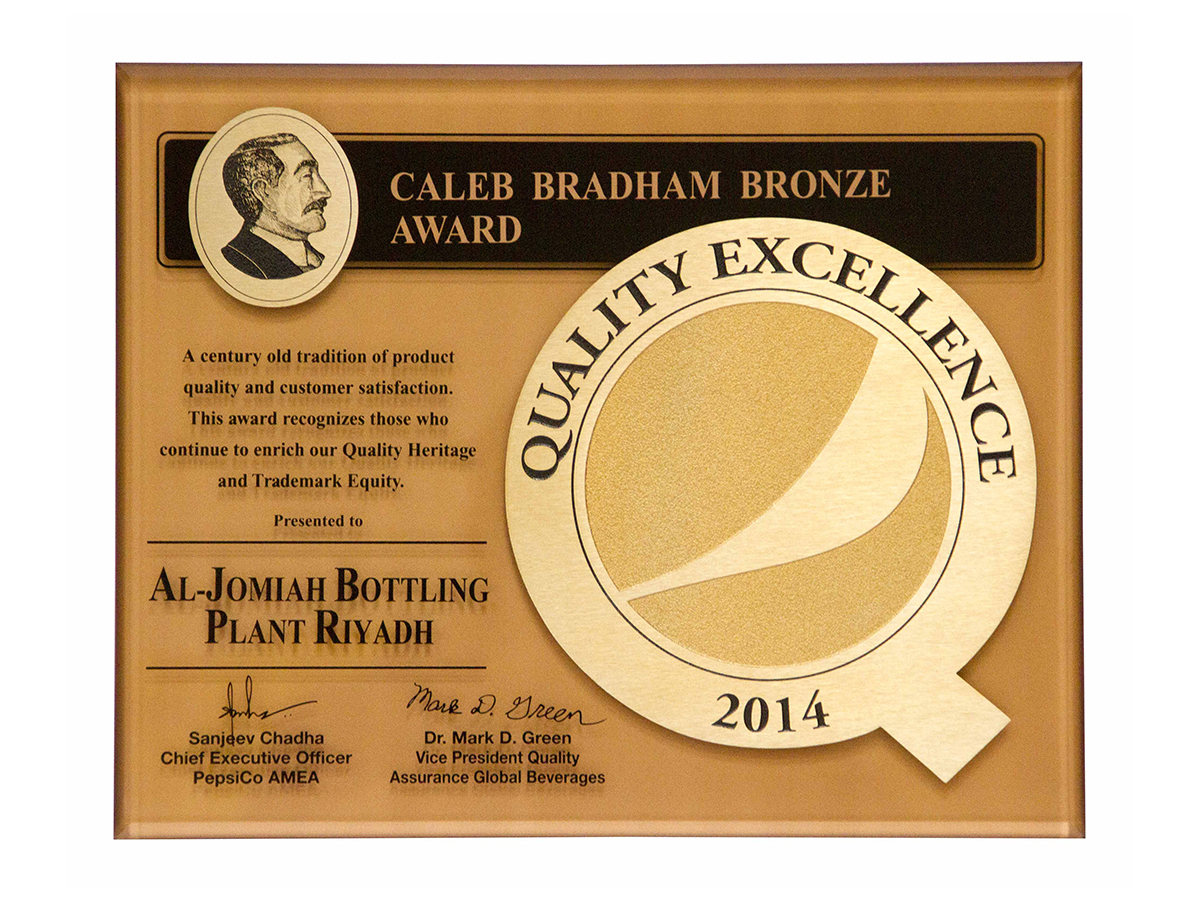 CALEB BRADHAM BRONZE
AWARD
QUALITY EXCELLENCE
A century old tradition of product
quality and customer satisfaction.
This award recognizes those who
continue to enrich our Quality Heritage
and Trademark Equity.
Presented to
AL-JOMIAH BOTTLING
PLANT RIYADH
2014
Mark D. Green
Sanjeev Chadha
Chief Executive Officer
PepsiCo AMEA
Dr. Mark D. Green
Vice President Quality
Assurance Global Beverages